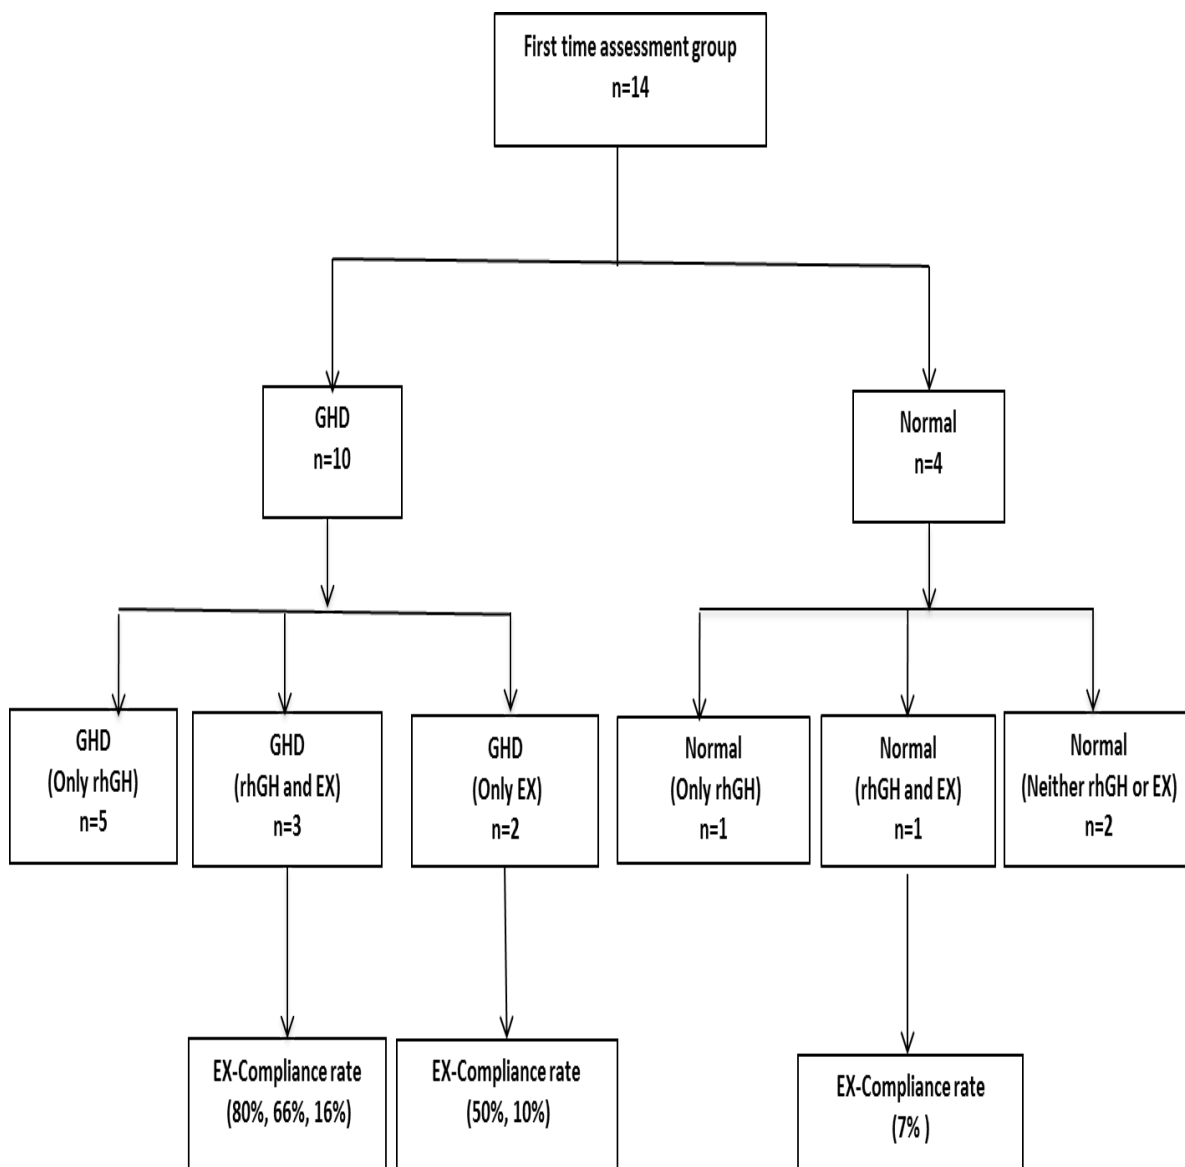 First time assessment group
n=14
GHD
n=10
Normal
n=4
GHD
(Only rhGH)
n=5
GHD
(rhGH and EX)
n=3
GHD
(Only EX)
n=2
Normal
(Only rhGH)
n=1
Normal
(rhGH and EX)
n=1
Normal
(Neither rhGH or EX)
n=2
EX-Compliance rate
(80%, 66%, 16%)
EX-Compliance rate
(50%, 10%)
EX-Compliance rate
(7% )